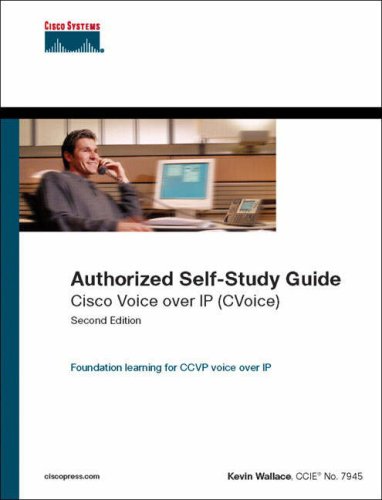 CISCO SYSTEMS
Authorized Self-Study Guide
Cisco Voice over IP (CVoice)
Second Edition
Foundation learning for CCVP voice over IP
ciscopress.com
Kevin Wallace, CCIE® No. 7945